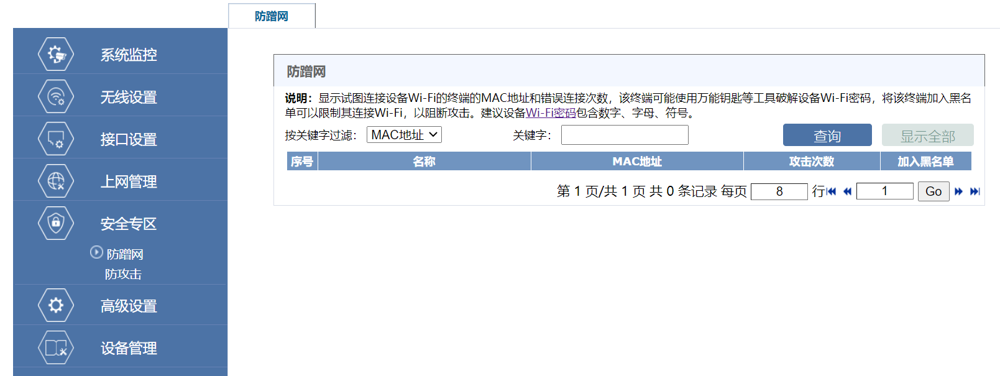 防蹭网
系统监控
无线设置
接口设置
上网管理
安全专区
防蹭网
防攻击
高级设置
设备管理
防蹭网
说明：显示试图连接设备Wi-Fi的终端的MAC地址和错误连接次数，该终端可能使用万能钥匙等工具破解设备Wi-Fi密码，将该终端加入黑名
单可以限制其连接Wi-Fi，以阻断攻击。建议设备Wi-Fi密码包含数字、字母、符号。
按关键字过滤： MAC地址 关键字： 查询 显示全部
序号 名称 MAC地址 攻击次数 加入黑名单
第 1 页/共 1 页 共 0 条记录 每页 8 行 1 Go